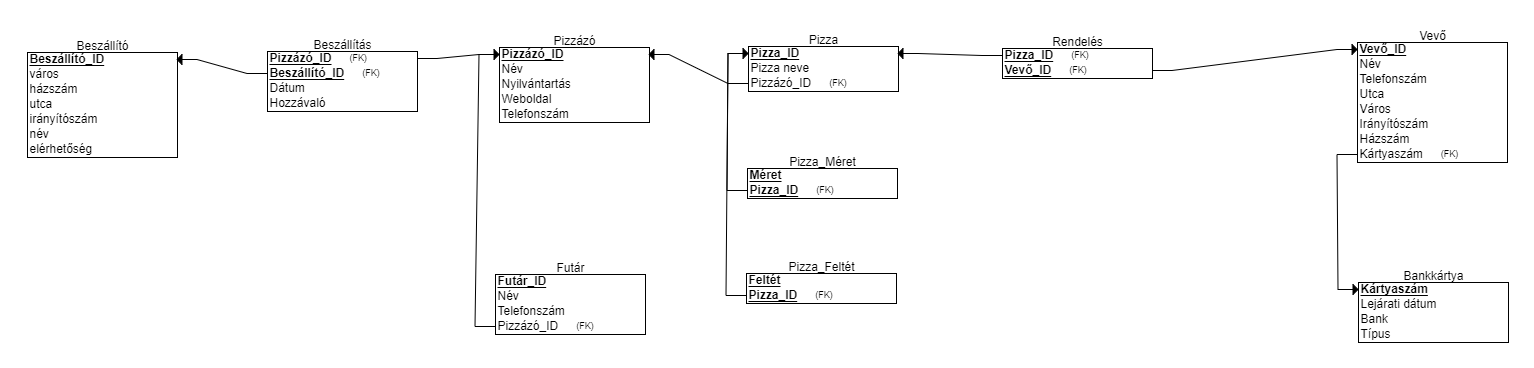 Beszállító
Beszállító_ID
város
házszám
utca
irányítószám
név
elérhetőség
Beszállítás
Pizzázó_ID (FK)
Beszállító_ID (FK)
Dátum
Hozzávaló
Pizzázó
Pizzázó_ID
Név
Nyilvántartás
Weboldal
Telefonszám
Pizza
Pizza_ID
Pizza neve
Pizzázó_ID (FK)
Rendelés
Pizza_ID (FK)
Vevő_ID (FK)
Vevő
Vevő_ID
Név
Telefonszám
Utca
Város
Irányítószám
Házszám
Kártyaszám (FK)
Pizza_Méret
Méret
Pizza_ID (FK)
Futár
Futár_ID
Név
Telefonszám
Pizzázó_ID (FK)
Pizza_Feltét
Feltét
Pizza_ID (FK)
Bankkártya
Kártyaszám
Lejárati dátum
Bank
Típus